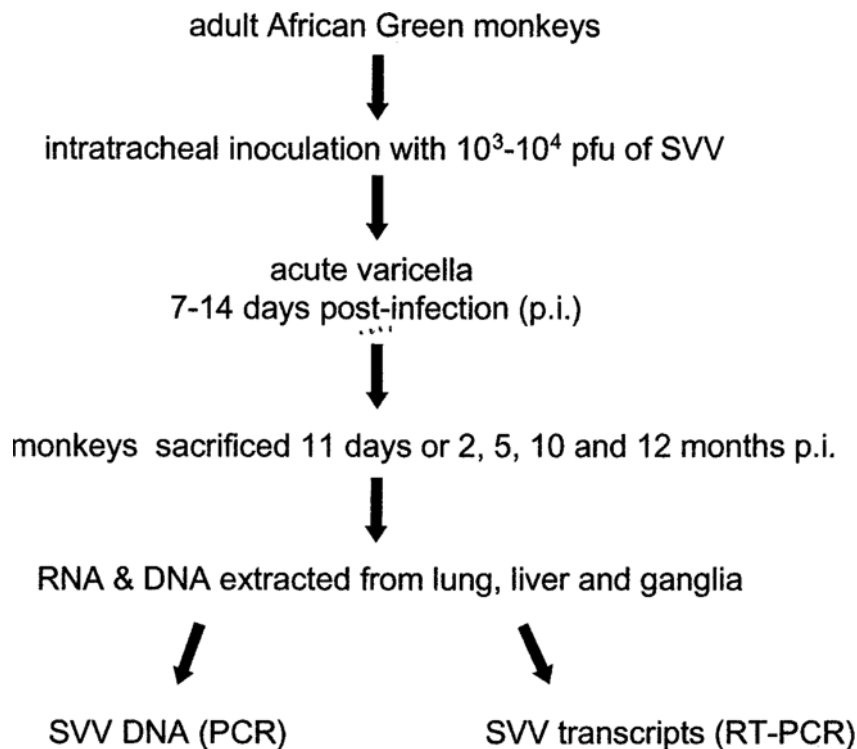 adult African Green monkeys
intratracheal inoculation with 10³-10⁴ pfu of SVV
acute varicella
7-14 days post-infection (p.i.)
monkeys sacrificed 11 days or 2, 5, 10 and 12 months p.i.
RNA & DNA extracted from lung, liver and ganglia
SVV DNA (PCR)
SVV transcripts (RT-PCR)